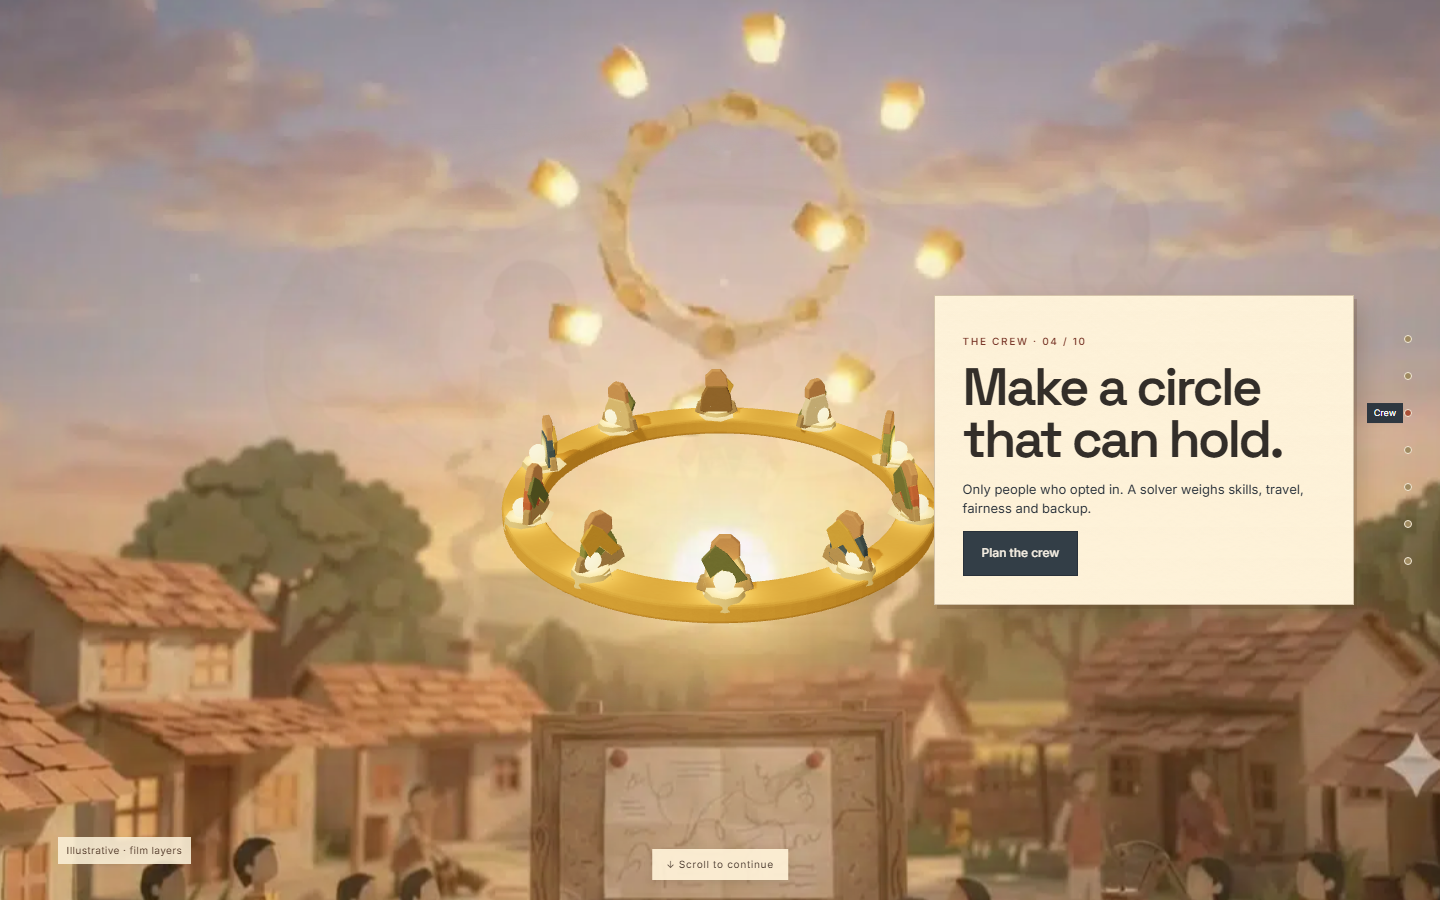 THE CREW · 04 / 10
Make a circle
that can hold.
Only people who opted in. A solver weighs skills, travel,
fairness and backup.
Plan the crew
Crew
Illustrative · film layers
↓ Scroll to continue